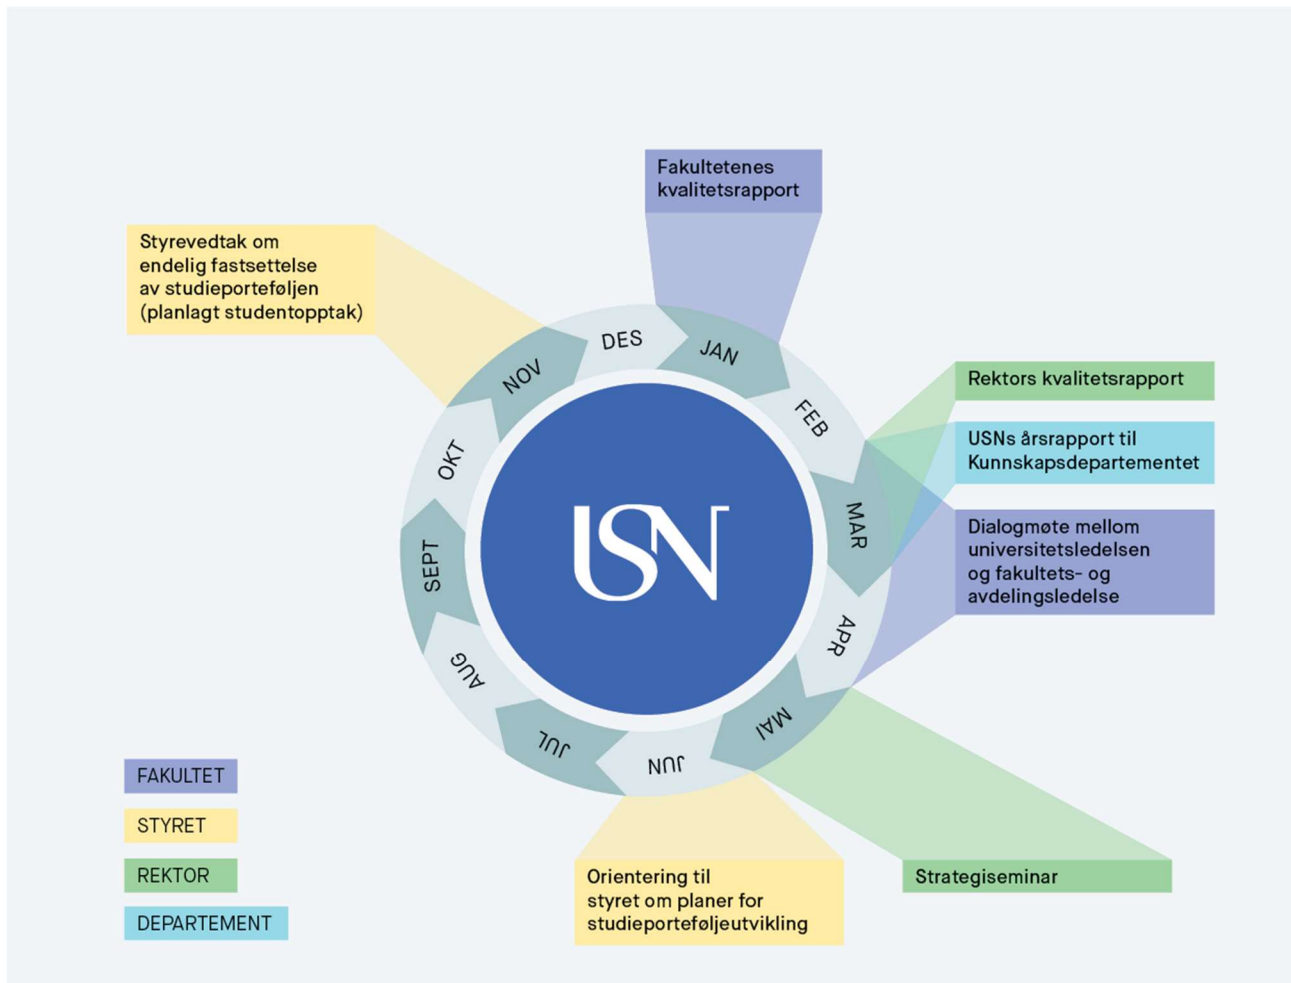 Fakultetenes
kvalitetsrapport
Styrevedtak om
endelig fastsettelse
av studieporteføljen
(planlagt studentopptak)
DES
JAN
NOV
FEB
OKT
MAR
SEPT
APR
AUG
MAI
JUL
JUN
USN
Rektors kvalitetsrapport
USNs årsrapport til
Kunnskapsdepartementet
Dialogmøte mellom
universitetsledelsen
og fakultets- og
avdelingsledelse
FAKULTET
STYRET
REKTOR
DEPARTEMENT
Orientering til
styret om planer for
studieporteføljeutvikling
Strategiseminar